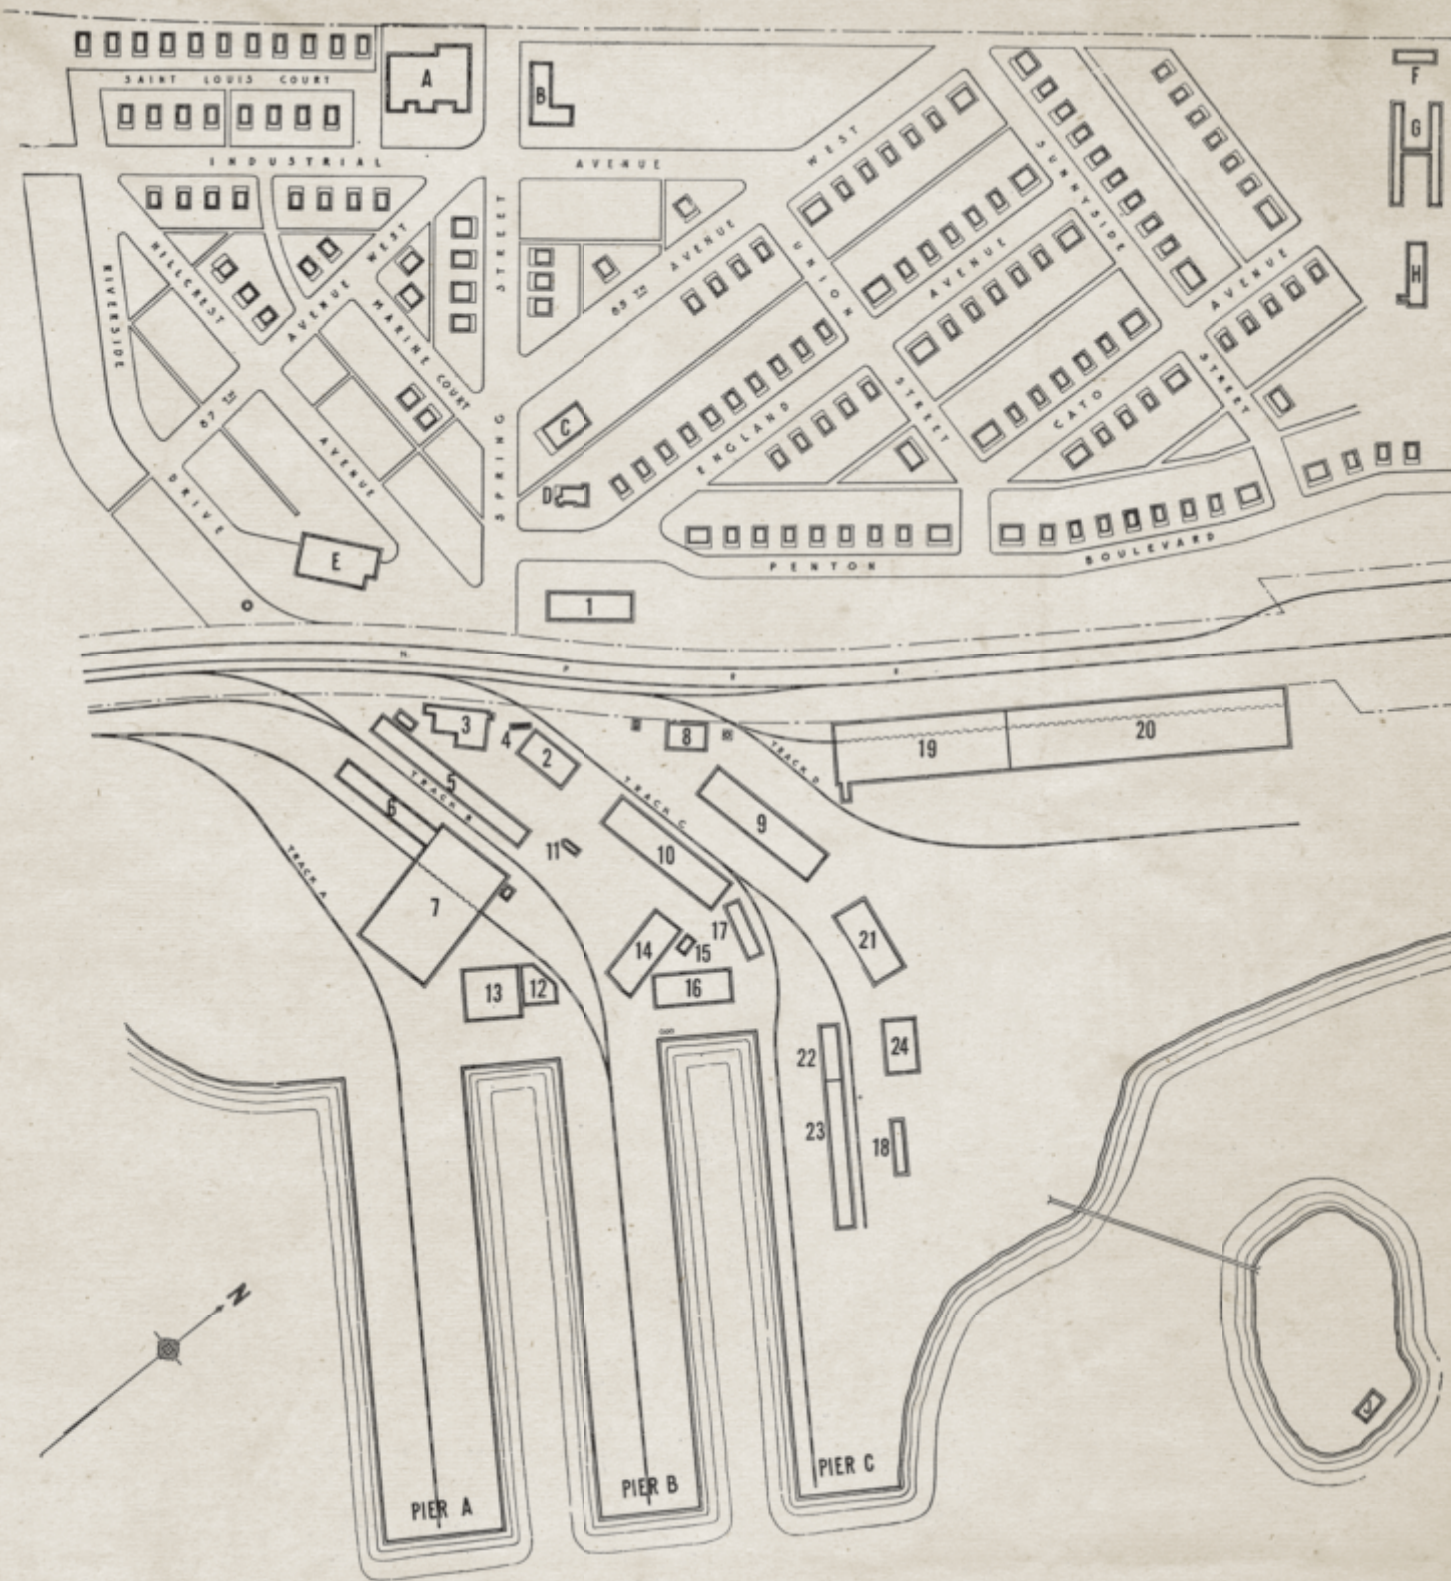 SAINT LOUIS COURT
A
B
F
G
H
INDUSTRIAL AVENUE
WEST
SUNNYSIDE
HILLCREST
AVENUE WEST
STREET
65TH AVENUE
UNION
AVENUE
AVENUE
RIVERSIDE
MARINE COURT
67TH
AVENUE
DRIVE
SPRING
C
D
E
ENGLAND
STREET
CATO
STREET
PENTON
BOULEVARD
1
N. P. R. R.
3
4
2
8
19
20
5
TRACK B
6
TRACK C
TRACK D
9
10
11
TRACK A
7
14
15
17
21
13
12
16
22
24
23
18
N
J
PIER A
PIER B
PIER C